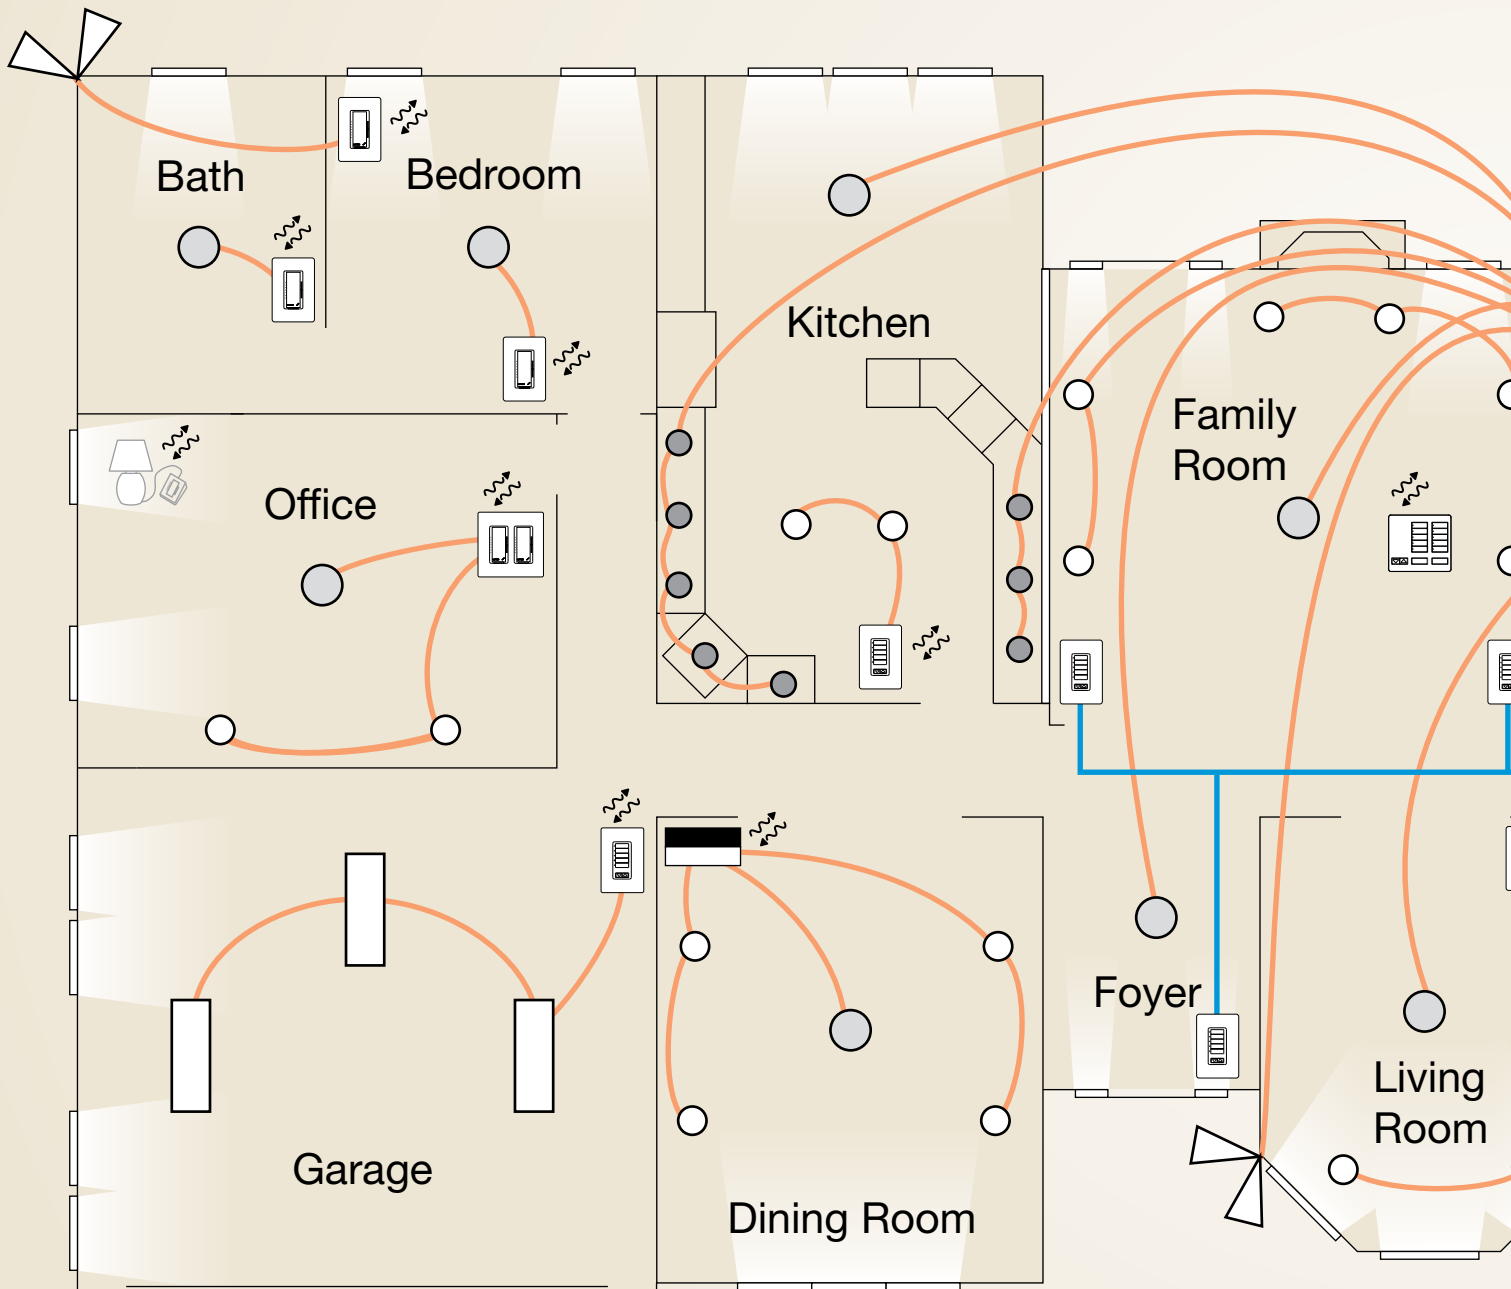 Bath
Bedroom
Kitchen
Family
Room
Office
Foyer
Living
Room
Garage
Dining Room